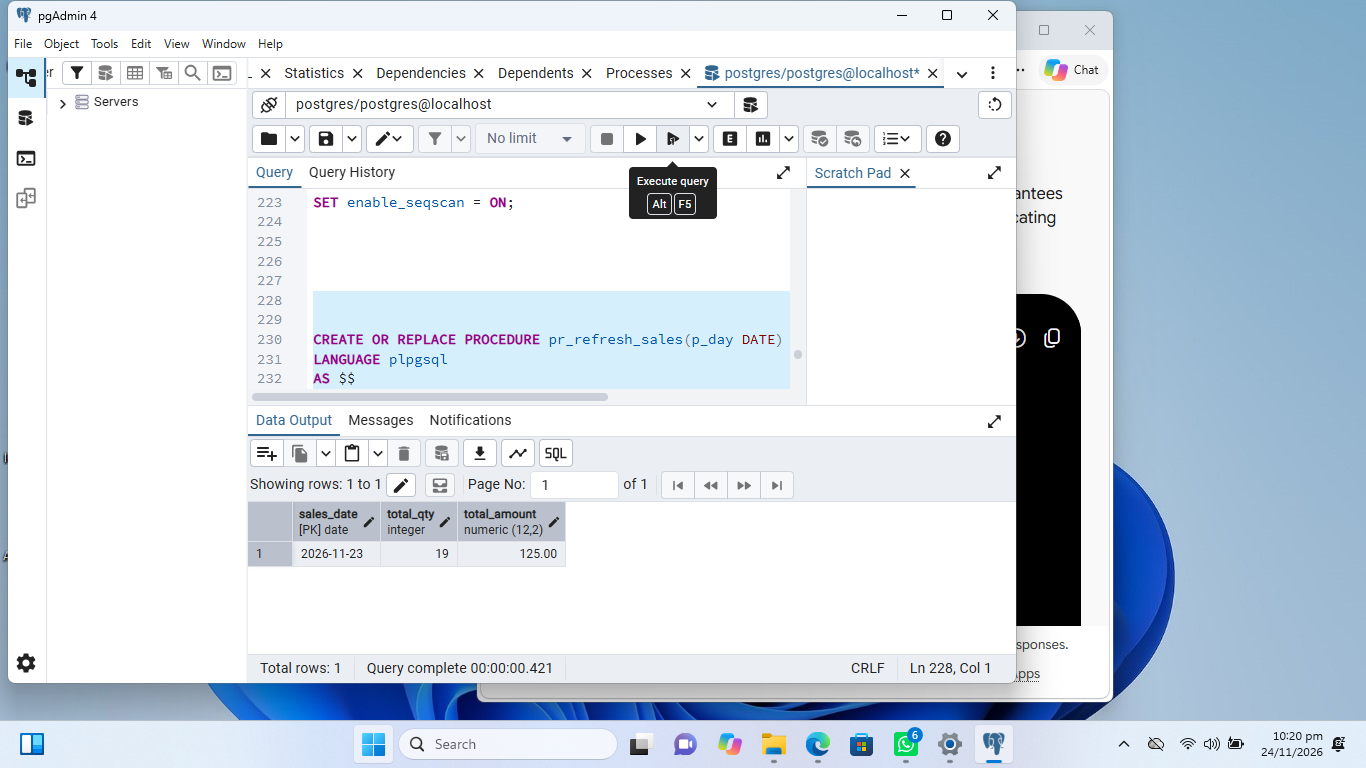 pgAdmin 4
File Object Tools Edit View Window Help
Statistics Dependencies Dependents Processes postgres/postgres@localhost*
Chat
Servers
postgres/postgres@localhost
No limit
E
Query Query History
Execute query
Alt F5
Scratch Pad
223 SET enable_seqscan = ON;
224
225
226
227
228
229
230 CREATE OR REPLACE PROCEDURE pr_refresh_sales(p_day DATE)
231 LANGUAGE plpgsql
232 AS $$
antees
cating
Data Output Messages Notifications
SQL
Showing rows: 1 to 1 Page No: 1 of 1
sales_date total_qty total_amount
[PK] date integer numeric (12,2)
1 2026-11-23 19 125.00
sponses.
Apps
Total rows: 1 Query complete 00:00:00.421 CRLF Ln 228, Col 1
Search
6
10:20 pm
24/11/2026